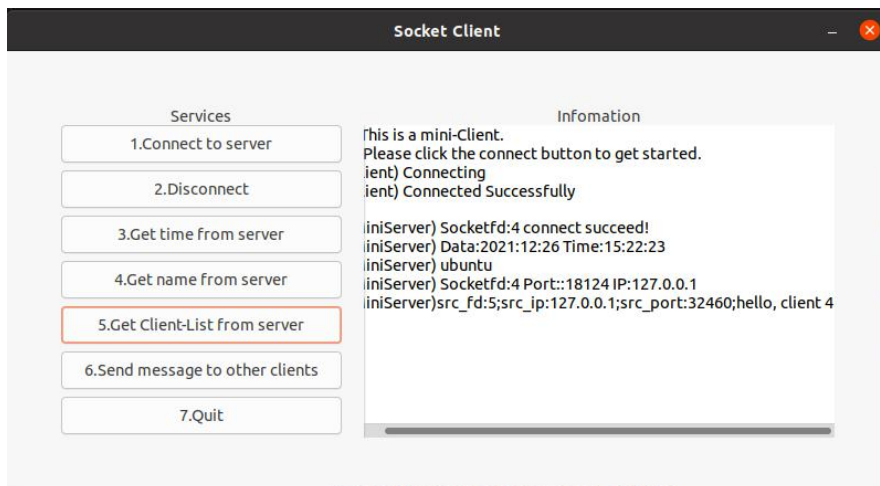 Socket Client
Services
Infomation
1.Connect to server
2.Disconnect
3.Get time from server
4.Get name from server
5.Get Client-List from server
6.Send message to other clients
7.Quit
This is a mini-Client.
Please click the connect button to get started.
ient) Connecting
ient) Connected Successfully
iniServer) Socketfd:4 connect succeed!
iniServer) Data:2021:12:26 Time:15:22:23
iniServer) ubuntu
iniServer) Socketfd:4 Port::18124 IP:127.0.0.1
iniServer)src_fd:5;src_ip:127.0.0.1;src_port:32460;hello, client 4